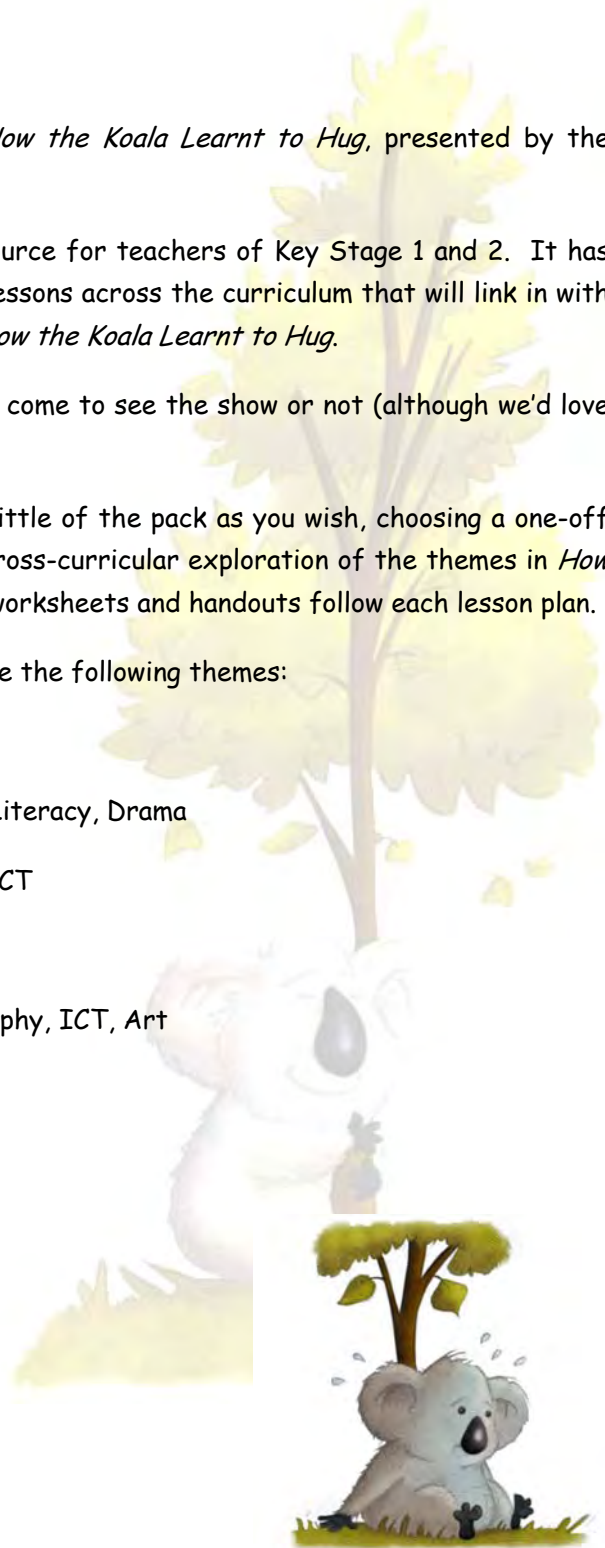 How the Koala Learnt to Hug, presented by the
ource for teachers of Key Stage 1 and 2. It has
essons across the curriculum that will link in with
ow the Koala Learnt to Hug.
come to see the show or not (although we'd love
ittle of the pack as you wish, choosing a one-off
ross-curricular exploration of the themes in How
worksheets and handouts follow each lesson plan.
e the following themes:
Literacy, Drama
CT
phy, ICT, Art